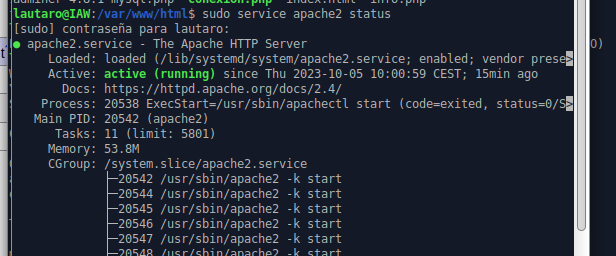 adminer-4.8.1-mysql.php conexion.php index.html info.php
lautaro@IAW:/var/www/html$ sudo service apache2 status
[sudo] contraseña para lautaro:
● apache2.service - The Apache HTTP Server
Loaded: loaded (/lib/systemd/system/apache2.service; enabled; vendor prese>
Active: active (running) since Thu 2023-10-05 10:00:59 CEST; 15min ago
Docs: https://httpd.apache.org/docs/2.4/
Process: 20538 ExecStart=/usr/sbin/apachectl start (code=exited, status=0/S>
Main PID: 20542 (apache2)
Tasks: 11 (limit: 5801)
Memory: 53.8M
CGroup: /system.slice/apache2.service
├─20542 /usr/sbin/apache2 -k start
├─20544 /usr/sbin/apache2 -k start
├─20545 /usr/sbin/apache2 -k start
├─20546 /usr/sbin/apache2 -k start
├─20547 /usr/sbin/apache2 -k start
├─20548 /usr/sbin/apache2 -k start